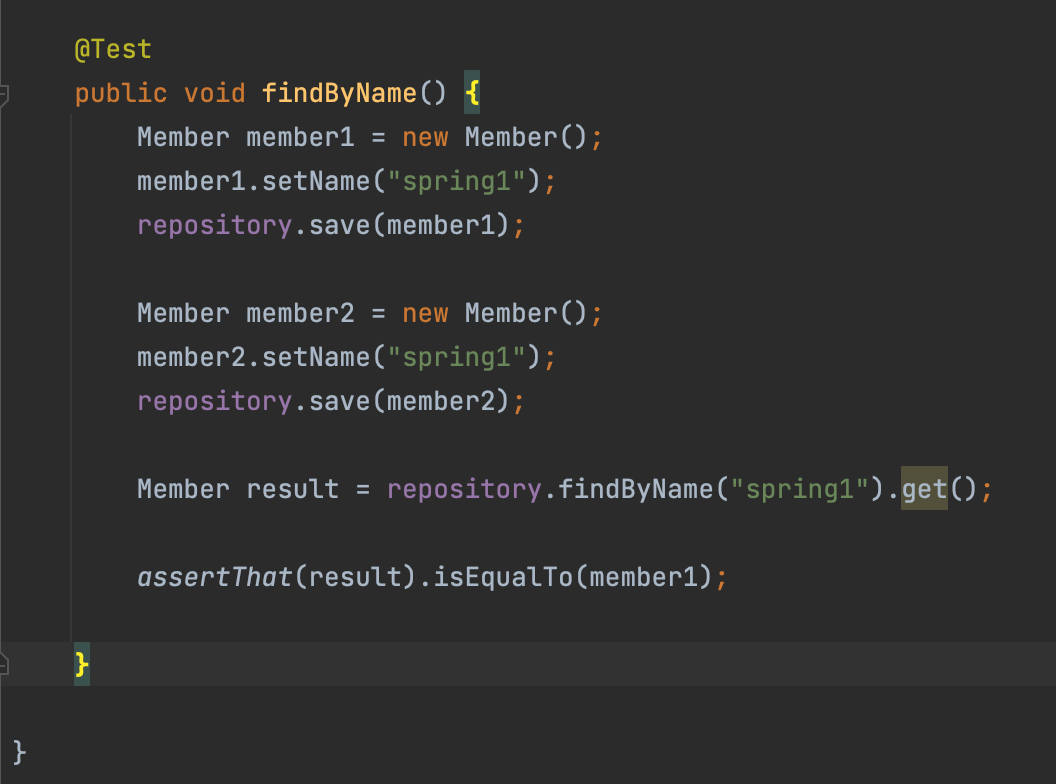 @Test
public void findByName() {
Member member1 = new Member();
member1.setName("spring1");
repository.save(member1);
Member member2 = new Member();
member2.setName("spring1");
repository.save(member2);
Member result = repository.findByName("spring1").get();
assertThat(result).isEqualTo(member1);
}
}